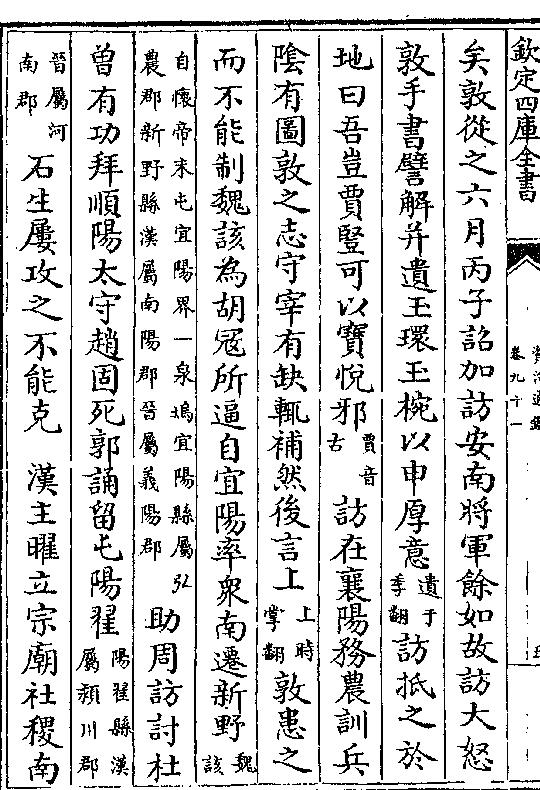 欽定四庫全書
卷九十一
矣敦從之六月丙子詔加訪安南將軍餘如故訪大怒
敦手書譬解并遺玉環玉椀以申厚意遺于季翻訪抵之於
地曰吾豈賈豎可以寶悅邪賈音古訪在襄陽務農訓兵
陰有圖敦之志守宰有缺輒補然後言上上時掌翻敦患之
而不能制魏該為胡冦所逼自宜陽率衆南遷新野魏該
自懷帝末屯宜陽界一泉塢宜陽縣屬弘農郡新野縣漢屬南陽郡晉屬義陽郡助周訪討杜
曾有功拜順陽太守趙固死郭誦留屯陽翟陽翟縣漢屬潁川郡
晉屬河南郡石生屢攻之不能克 漢主曜立宗廟社稷南